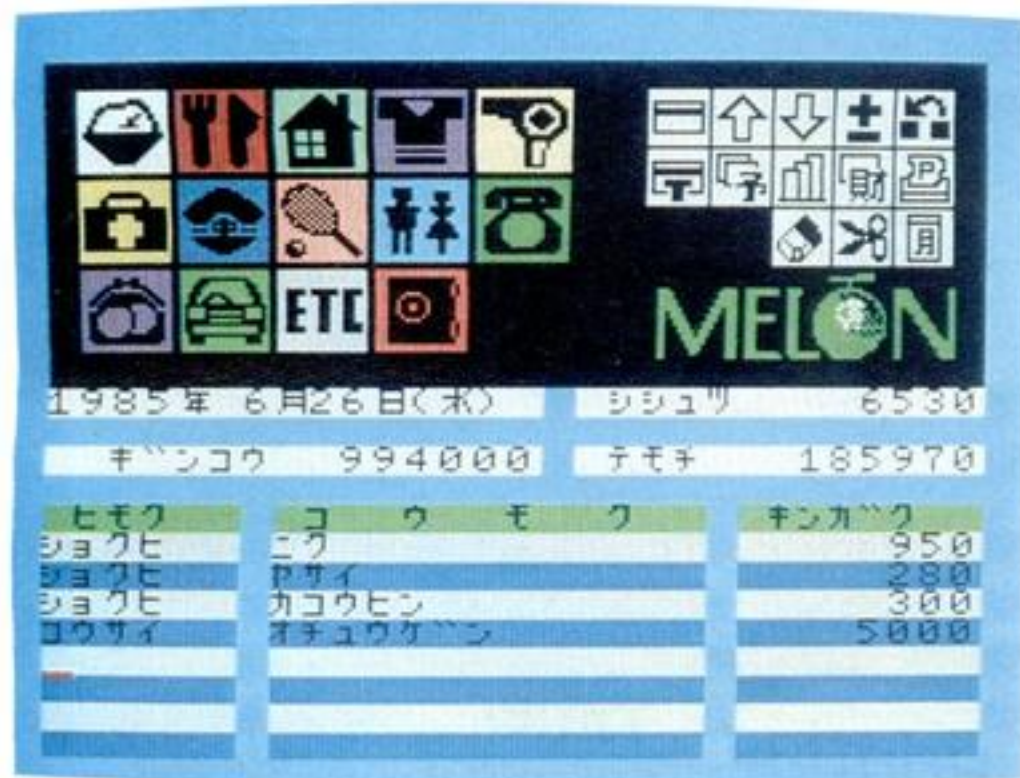 財 P
月
ETC
MELON
1985年 6月26日(水) シシュツ 6530
ギンコウ 994000 テモチ 185970
ヒモク コウモク キンガク
ショクヒ ニク 950
ショクヒ ヤサイ 280
ショクヒ カコウヒン 300
コウサイ オチュウゲン 5000